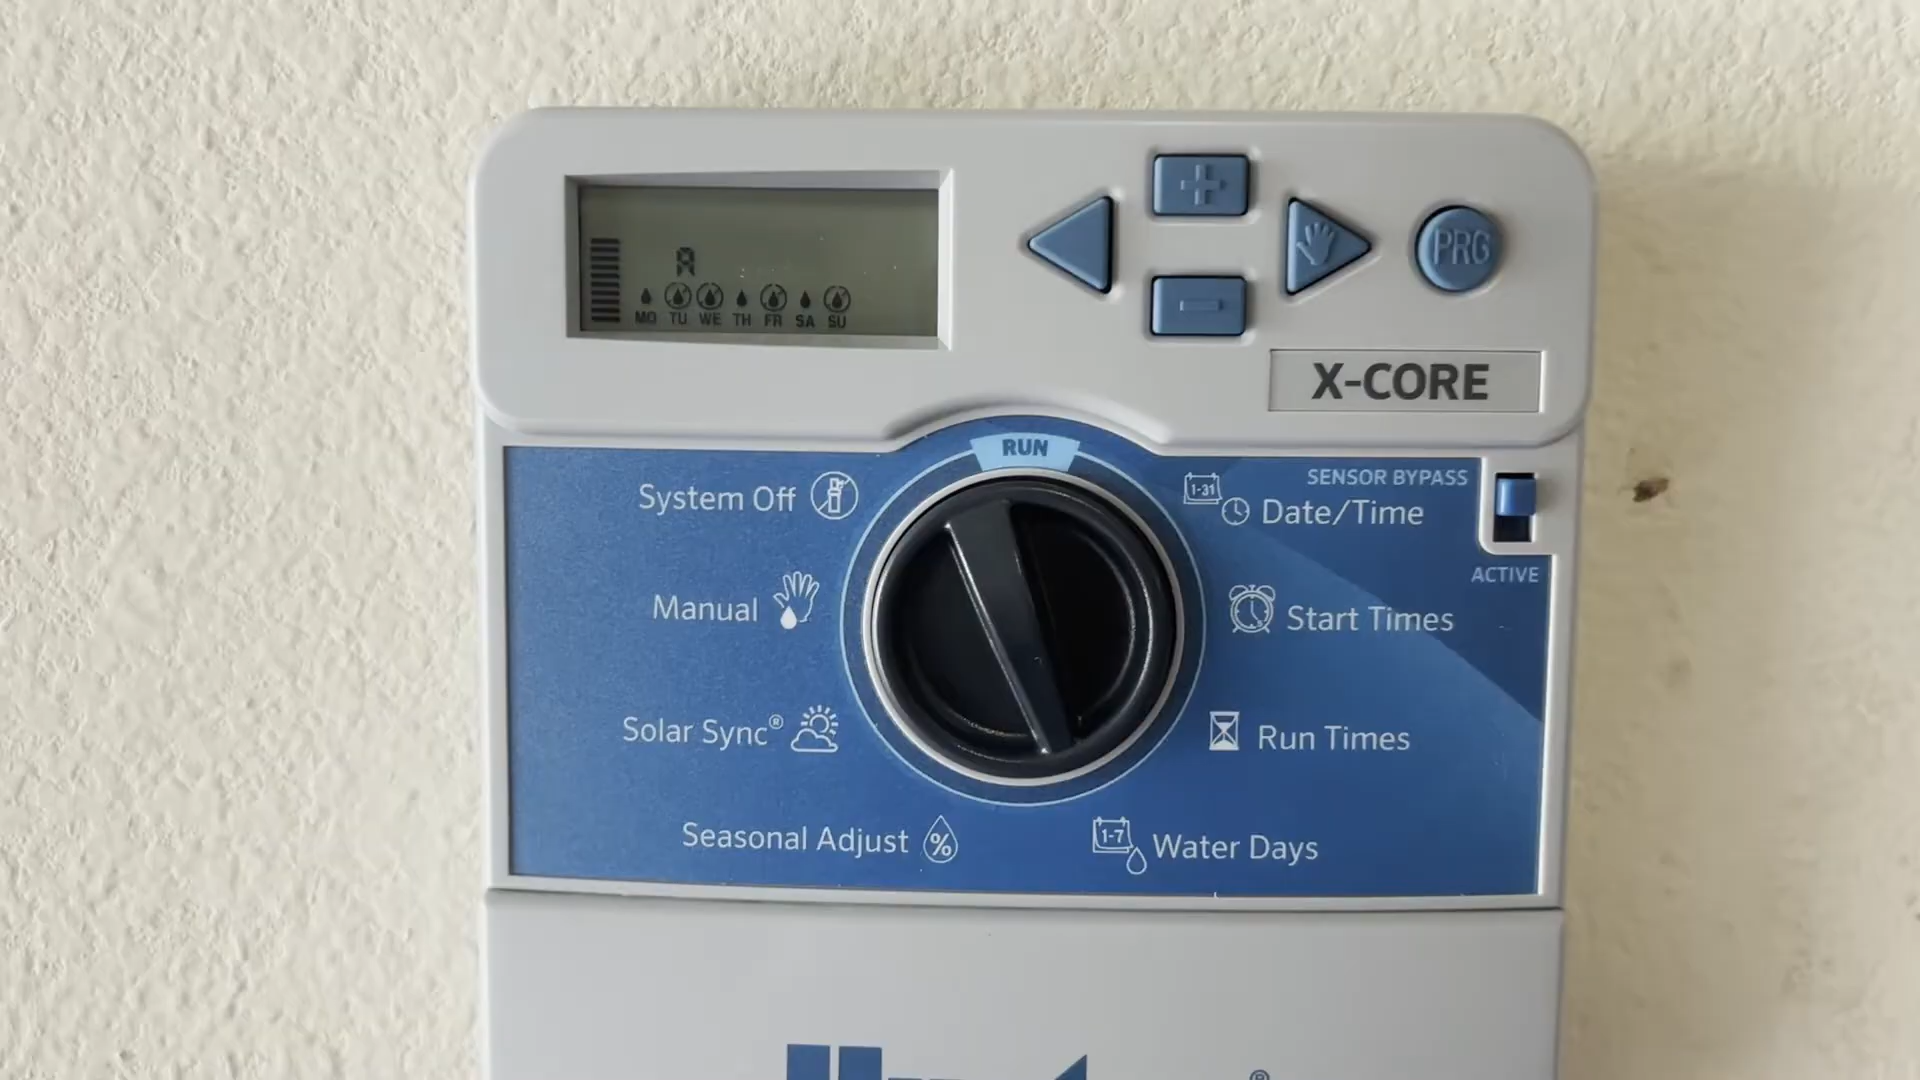 A
MO TU WE TH FR SA SU
+
-
PRG
X-CORE
RUN
System Off
1-31
Date/Time
SENSOR BYPASS
ACTIVE
Manual
Start Times
Solar Sync®
Run Times
Seasonal Adjust %
1-7
Water Days
®